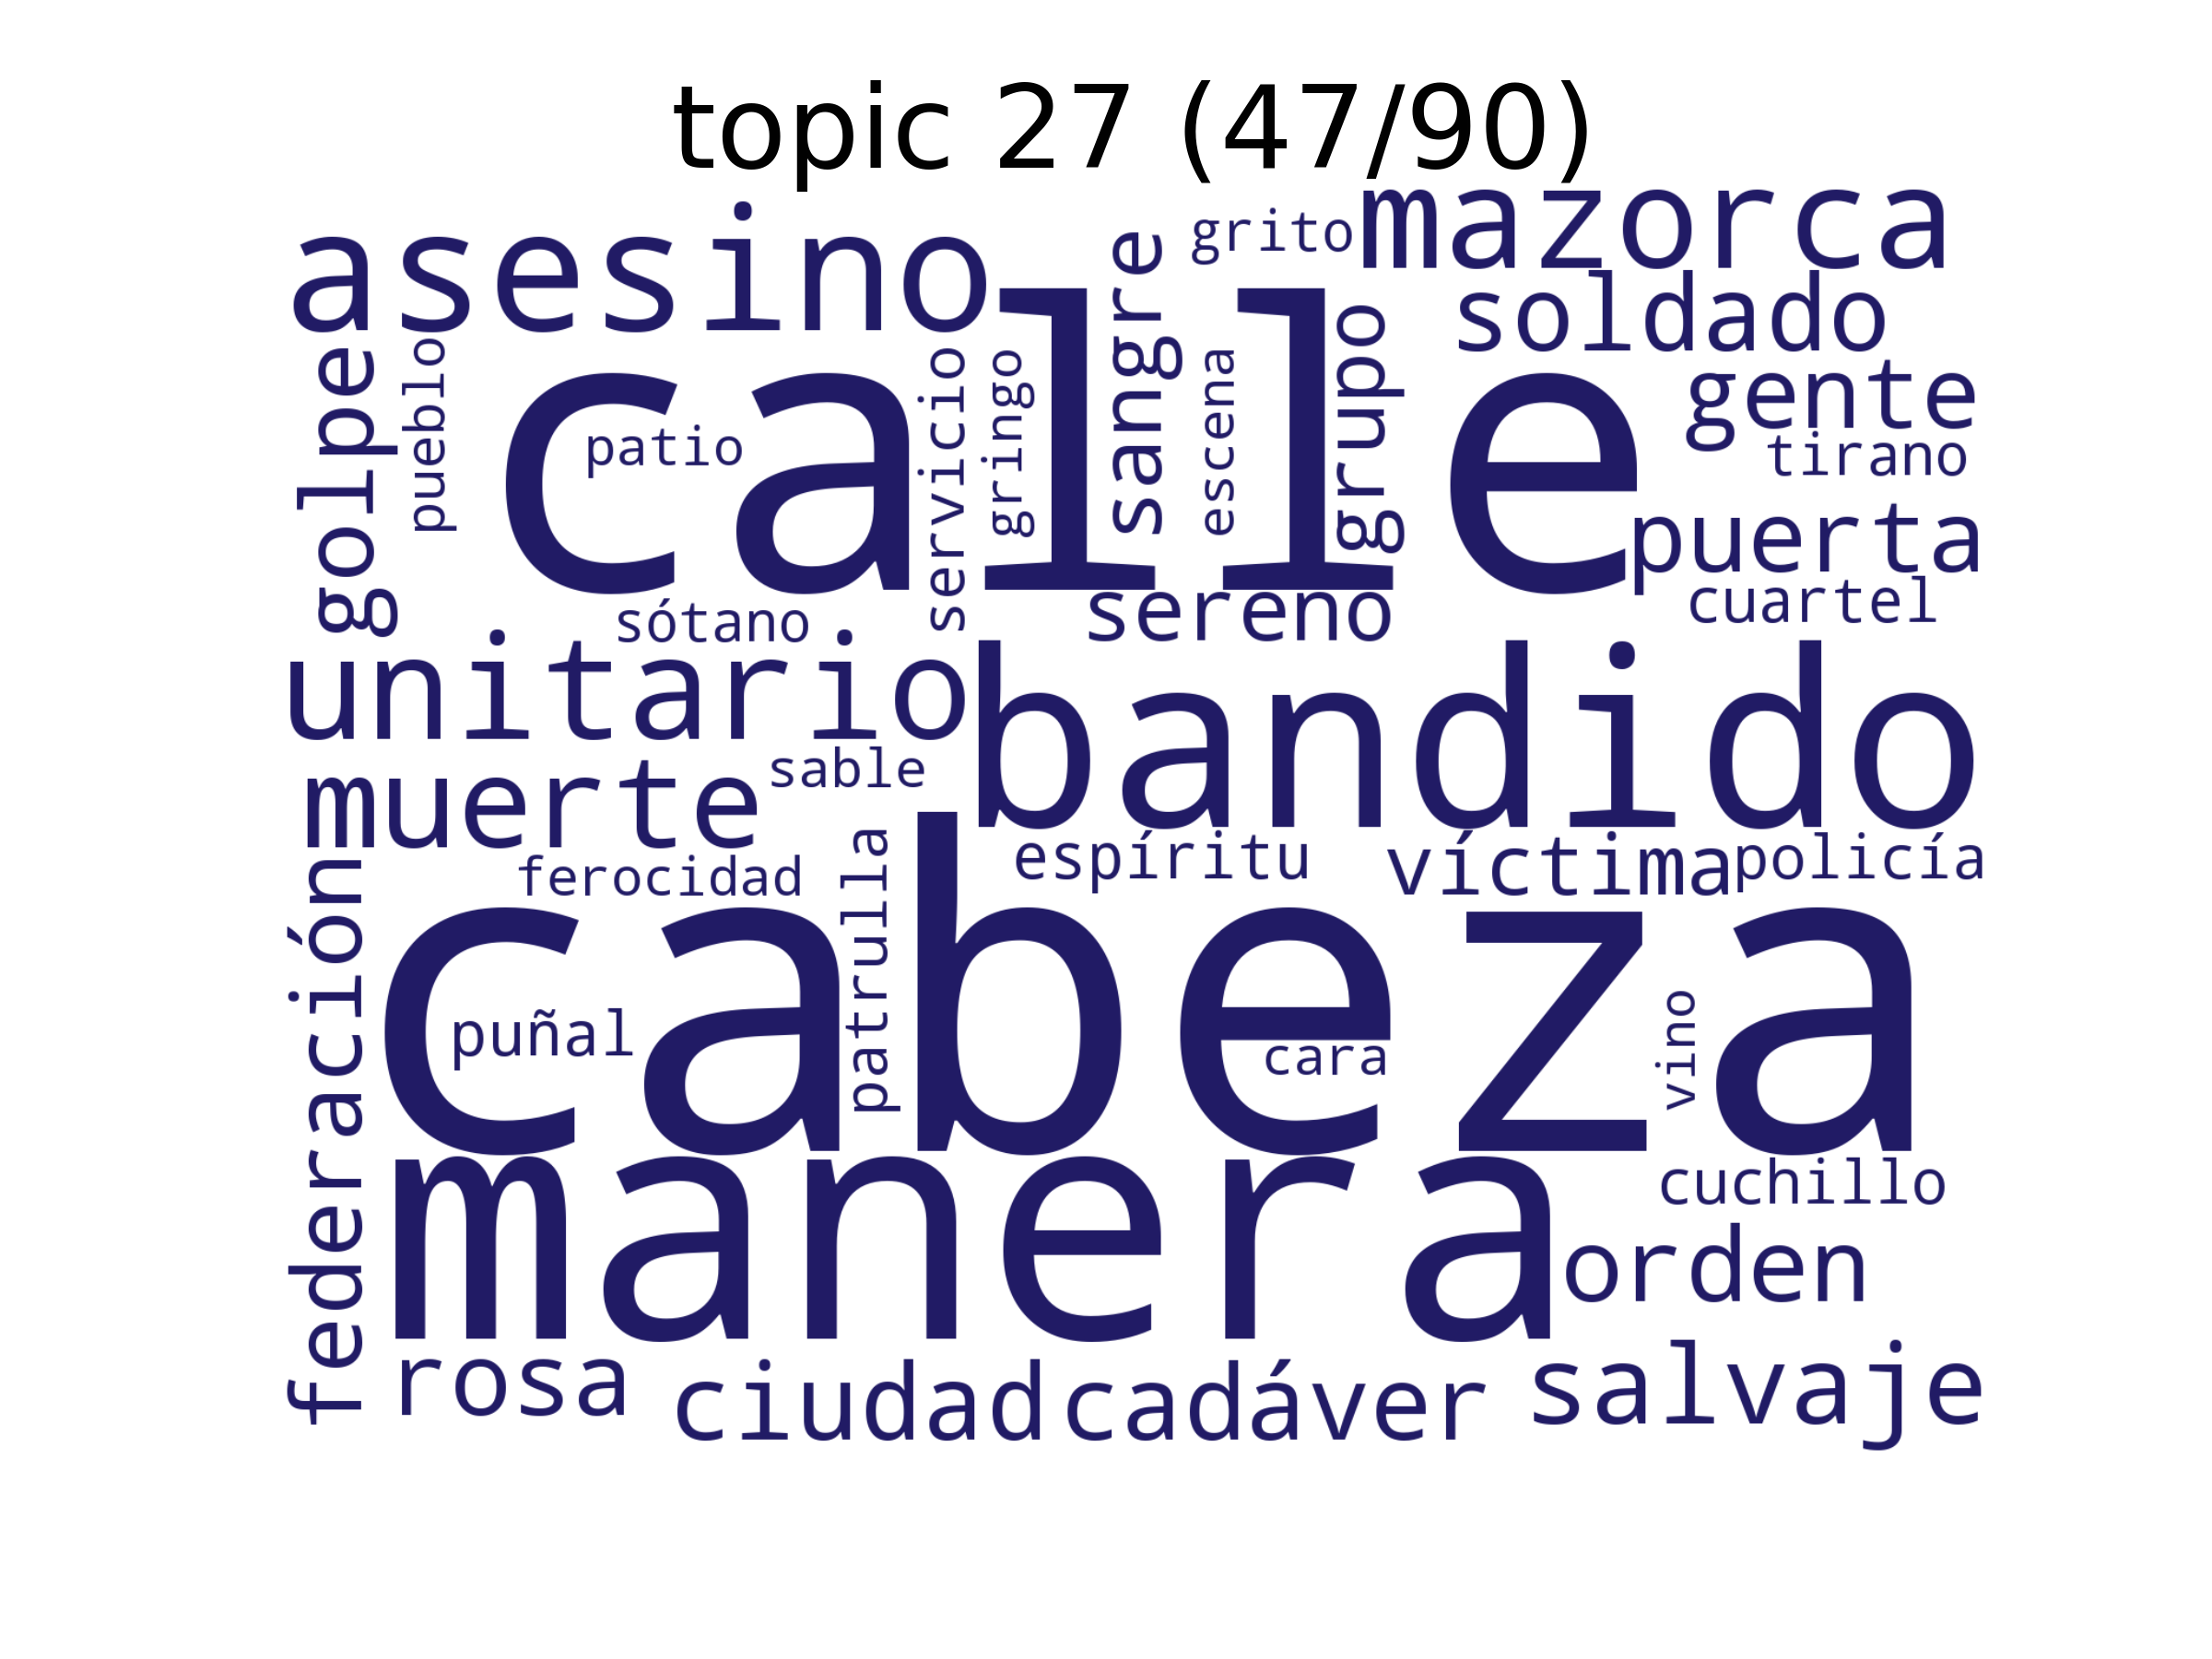 topic 27 (47/90)
asesino
grito
mazorca
sangre
soldado
golpe
pueblo
calle
patio
servicio
gringo
escena
grupo
gente
tirano
puerta
cuartel
sótano
sereno
unitario
bandido
muerte
sable
ferocidad
patrulla
espíritu
víctima
policía
federación
cabeza
puñal
cara
vino
manera
cuchillo
orden
rosa
ciudad
cadáver
salvaje